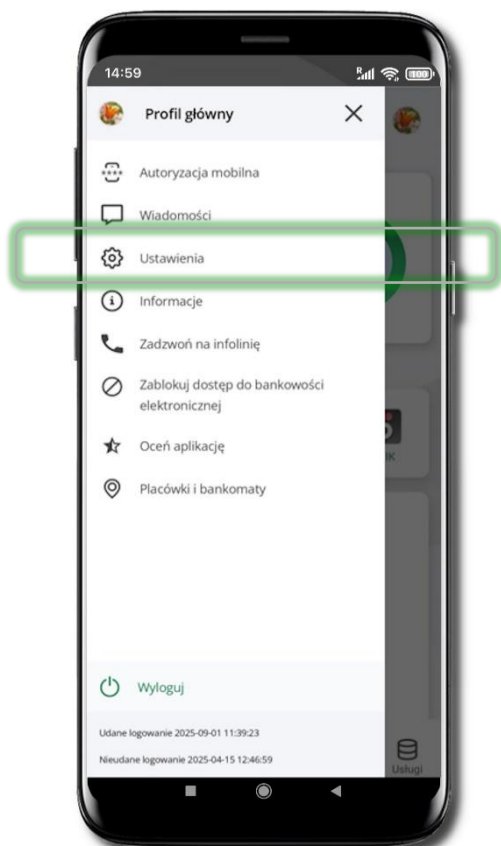 14:59
R
100
Profil główny
Autoryzacja mobilna
Wiadomości
Ustawienia
Informacje
Zadzwoń na infolinię
Zablokuj dostęp do bankowości
elektronicznej
IK
Oceń aplikację
Placówki i bankomaty
Wyloguj
Udane logowanie 2025-09-01 11:39:23
Nieudane logowanie 2025-04-15 12:46:59
Usługi